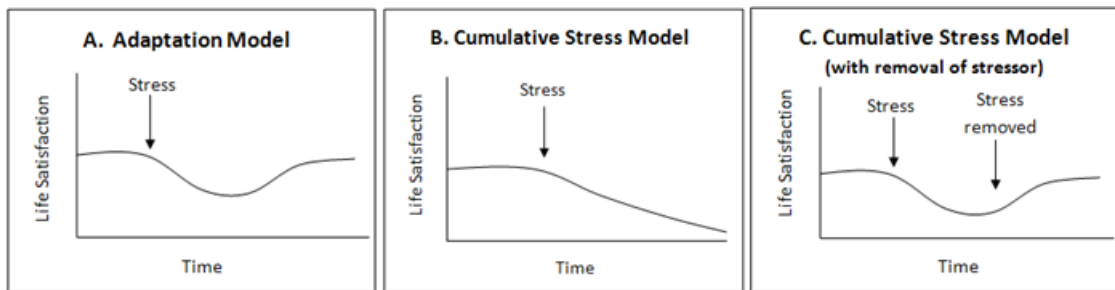 A. Adaptation Model
Stress
Life Satisfaction
Time
B. Cumulative Stress Model
Stress
Life Satisfaction
Time
C. Cumulative Stress Model
(with removal of stressor)
Stress
Stress
removed
Life Satisfaction
Time